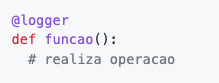 @logger
def funcao():
  # realiza operacao